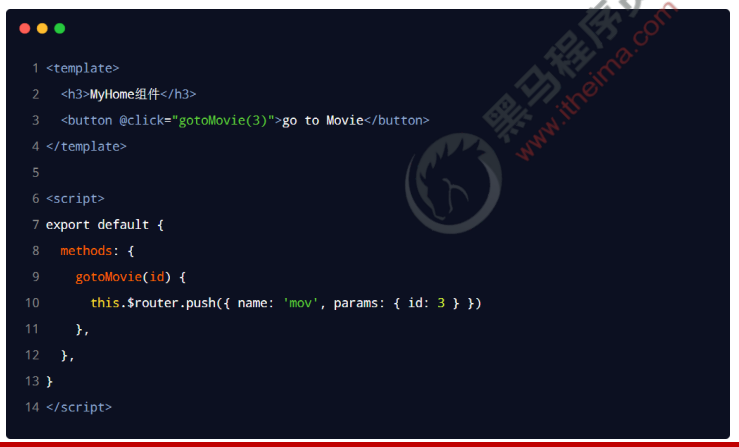 1 <template>
2   <h3>MyHome组件</h3>
3   <button @click="gotoMovie(3)">go to Movie</button>
4 </template>
5
6 <script>
7 export default {
8   methods: {
9     gotoMovie(id) {
10       this.$router.push({ name: 'mov', params: { id: 3 } })
11     },
12   },
13 }
14 </script>
黑马程序员
www.itheima.com